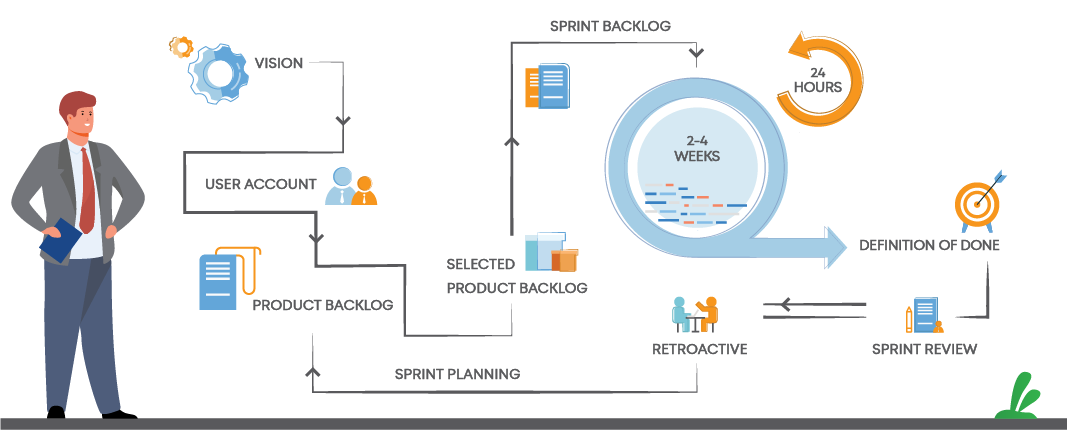 SPRINT BACKLOG
VISION
24
HOURS
2-4
WEEKS
USER ACCOUNT
DEFINITION OF DONE
SELECTED
PRODUCT BACKLOG
PRODUCT BACKLOG
RETROACTIVE
SPRINT REVIEW
SPRINT PLANNING